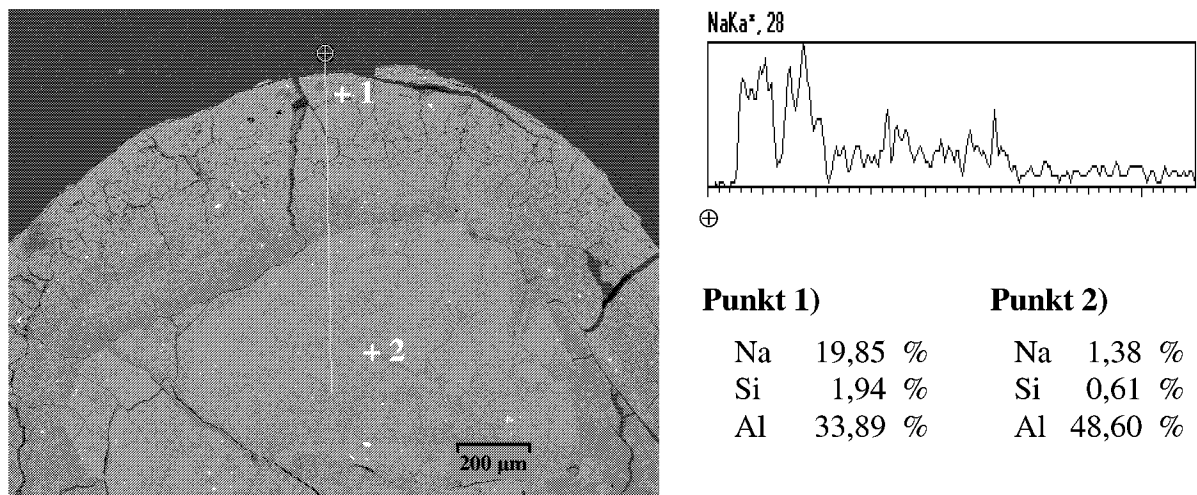 NaKa*, 28
+ 1
+ 2
200 µm
Punkt 1)
Na 19,85 %
Si 1,94 %
Al 33,89 %
Punkt 2)
Na 1,38 %
Si 0,61 %
Al 48,60 %